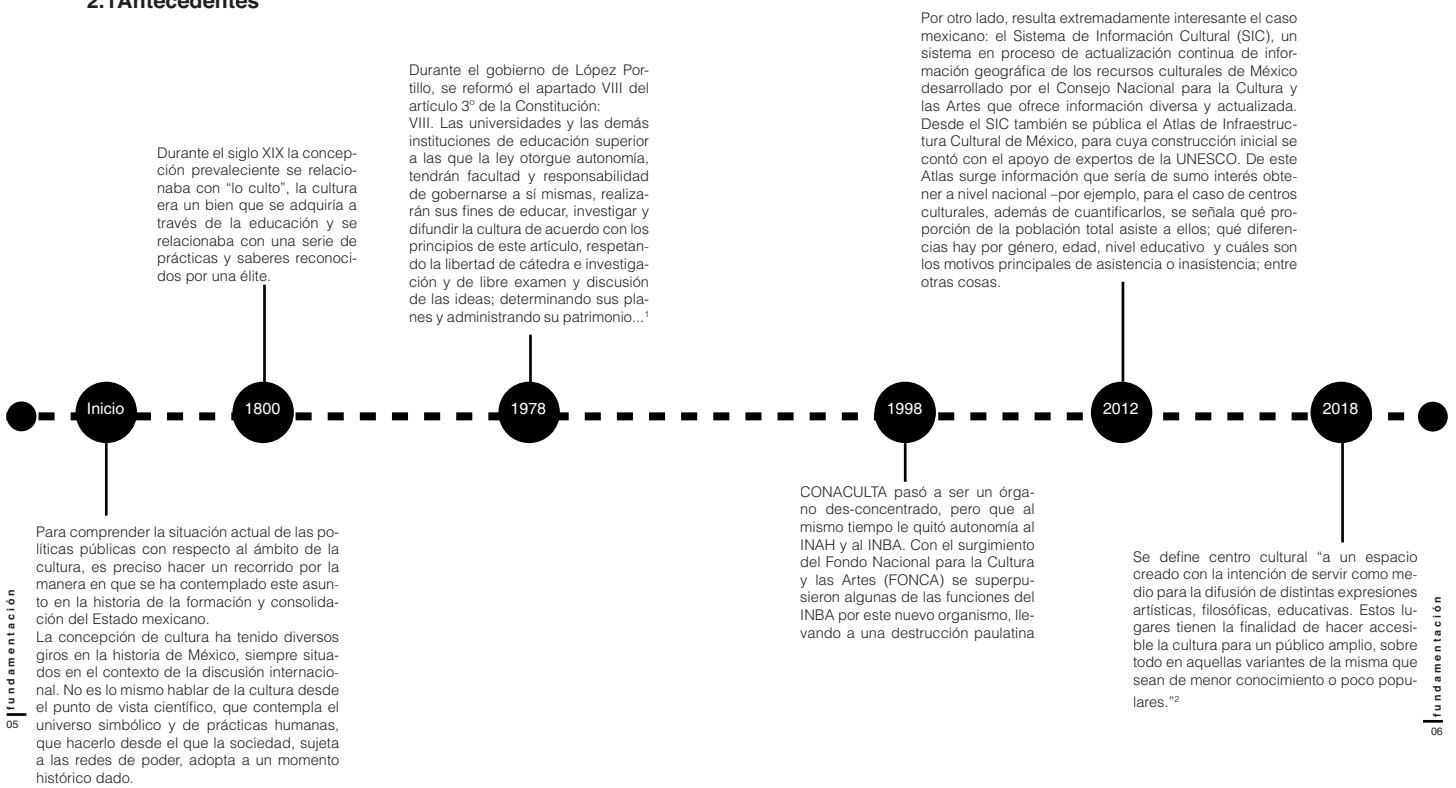 2.1Antecedentes
Durante el siglo XIX la concep-
ción prevaleciente se relacio-
naba con “lo culto”, la cultura
era un bien que se adquiría a
través de la educación y se
relacionaba con una serie de
prácticas y saberes reconoci-
dos por una élite.
Durante el gobierno de López Por-
tillo, se reformó el apartado VIII del
artículo 3º de la Constitución:
VIII. Las universidades y las demás
instituciones de educación superior
a las que la ley otorgue autonomía,
tendrán facultad y responsabilidad
de gobernarse a sí mismas, realiza-
rán sus fines de educar, investigar y
difundir la cultura de acuerdo con los
principios de este artículo, respetan-
do la libertad de cátedra e investiga-
ción y de libre examen y discusión
de las ideas; determinando sus pla-
nes y administrando su patrimonio...1
Por otro lado, resulta extremadamente interesante el caso
mexicano: el Sistema de Información Cultural (SIC), un
sistema en proceso de actualización continua de infor-
mación geográfica de los recursos culturales de México
desarrollado por el Consejo Nacional para la Cultura y
las Artes que ofrece información diversa y actualizada.
Desde el SIC también se pública el Atlas de Infraestruc-
tura Cultural de México, para cuya construcción inicial se
contó con el apoyo de expertos de la UNESCO. De este
Atlas surge información que sería de sumo interés obte-
ner a nivel nacional –por ejemplo, para el caso de centros
culturales, además de cuantificarlos, se señala qué pro-
porción de la población total asiste a ellos; qué diferen-
cias hay por género, edad, nivel educativo y cuáles son
los motivos principales de asistencia o inasistencia; entre
otras cosas.
Inicio
1800
1978
1998
2012
2018
Para comprender la situación actual de las po-
líticas públicas con respecto al ámbito de la
cultura, es preciso hacer un recorrido por la
manera en que se ha contemplado este asun-
to en la historia de la formación y consolida-
ción del Estado mexicano.
La concepción de cultura ha tenido diversos
giros en la historia de México, siempre situa-
dos en el contexto de la discusión internacio-
nal. No es lo mismo hablar de la cultura desde
el punto de vista científico, que contempla el
universo simbólico y de prácticas humanas,
que hacerlo desde el que la sociedad, sujeta
a las redes de poder, adopta a un momento
histórico dado.
CONACULTA pasó a ser un órga-
no des-concentrado, pero que al
mismo tiempo le quitó autonomía al
INAH y al INBA. Con el surgimiento
del Fondo Nacional para la Cultura
y las Artes (FONCA) se superpu-
sieron algunas de las funciones del
INBA por este nuevo organismo, lle-
vando a una destrucción paulatina
Se define centro cultural “a un espacio
creado con la intención de servir como me-
dio para la difusión de distintas expresiones
artísticas, filosóficas, educativas. Estos lu-
gares tienen la finalidad de hacer accesi-
ble la cultura para un público amplio, sobre
todo en aquellas variantes de la misma que
sean de menor conocimiento o poco popu-
lares.”2
fundamentación
05
fundamentación
06